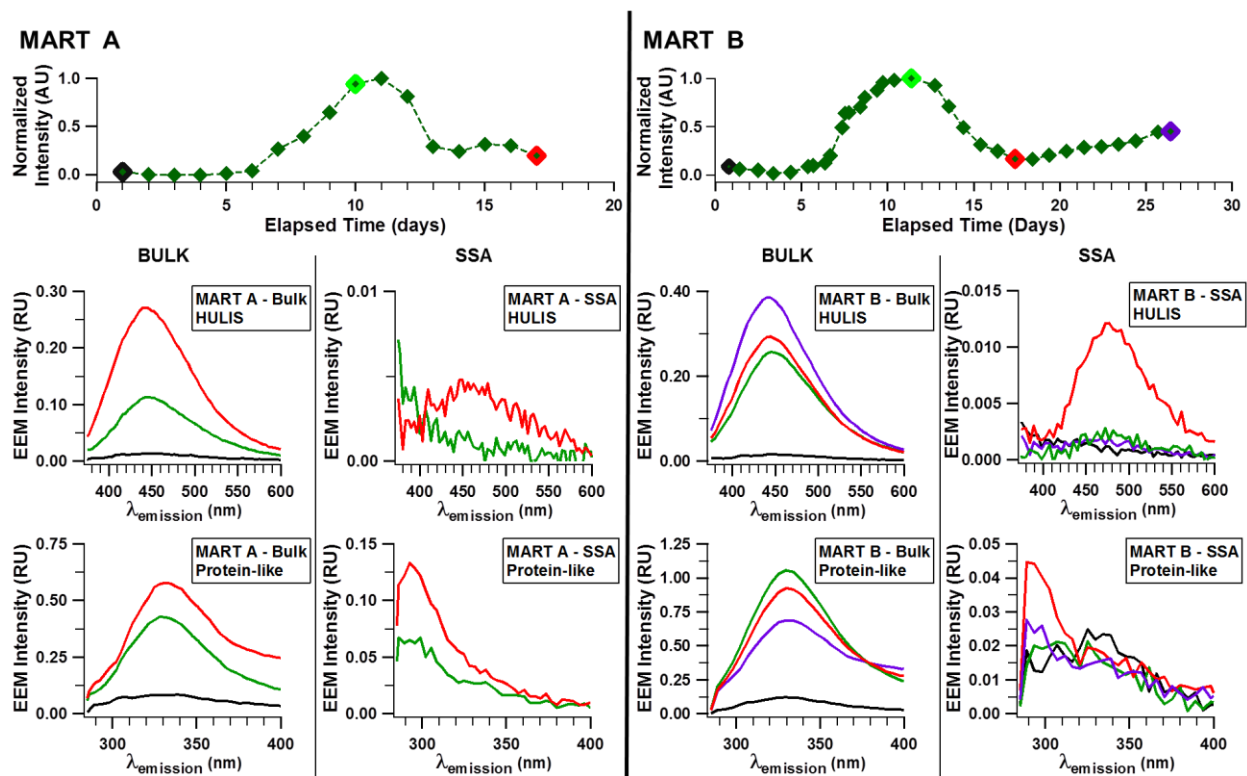 MART A
Normalized
Intensity (AU)
1.0
0.5
0.0
0
5
10
15
20
Elapsed Time (days)
MART B
Normalized
Intensity (AU)
1.0
0.5
0.0
0
5
10
15
20
25
30
Elapsed Time (Days)
BULK
SSA
BULK
SSA
EEM Intensity (RU)
0.30
0.20
0.10
0.00
MART A - Bulk
HULIS
400
450
500
550
600
λemission (nm)
EEM Intensity (RU)
0.01
0.00
MART A - SSA
HULIS
400
450
500
550
600
λemission (nm)
EEM Intensity (RU)
0.40
0.20
0.00
MART B - Bulk
HULIS
400
450
500
550
600
λemission (nm)
EEM Intensity (RU)
0.015
0.010
0.005
0.000
MART B - SSA
HULIS
400
450
500
550
600
λemission (nm)
EEM Intensity (RU)
0.75
0.50
0.25
0.00
MART A - Bulk
Protein-like
300
350
400
λemission (nm)
EEM Intensity (RU)
0.15
0.10
0.05
0.00
MART A - SSA
Protein-like
300
350
400
λemission (nm)
EEM Intensity (RU)
1.25
1.00
0.75
0.50
0.25
0.00
MART B - Bulk
Protein-like
300
350
400
λemission (nm)
EEM Intensity (RU)
0.05
0.04
0.03
0.02
0.01
0.00
MART B - SSA
Protein-like
300
350
400
λemission (nm)